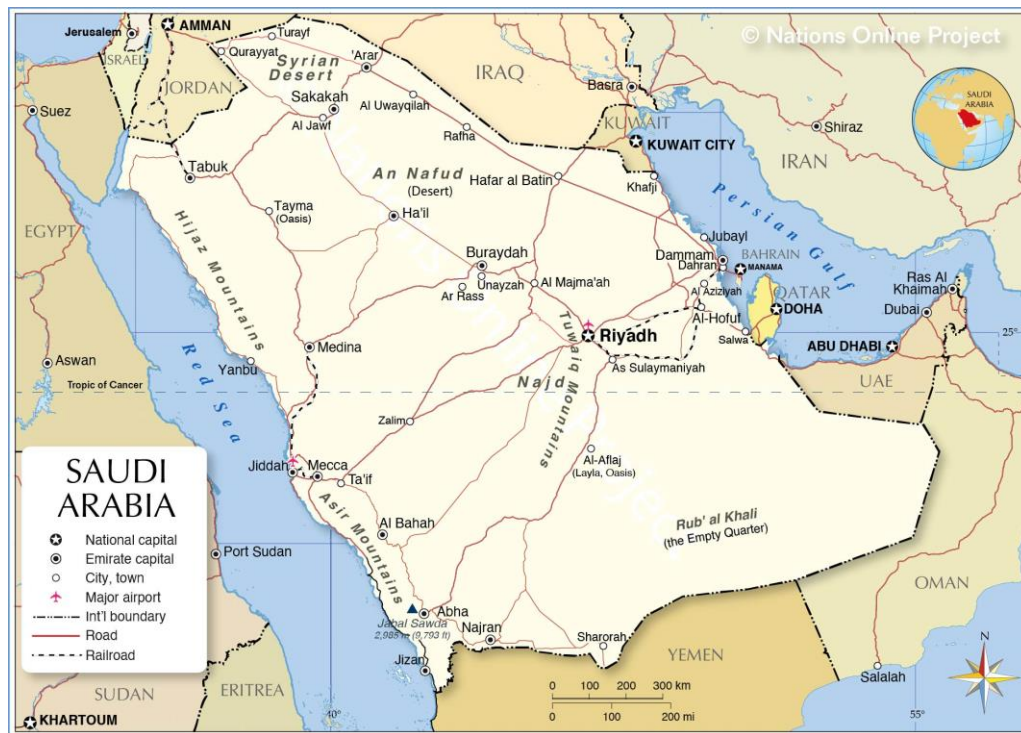 © Nations Online Project
Jerusalem
AMMAN
Turayf
Qurayyat
ISRAEL
JORDAN
Syrian
Desert
'Arar
IRAQ
Basra
SAUDI
ARABIA
Suez
Sakakah
Al Uwayqilah
Al Jawf
Rafha
KUWAIT
KUWAIT CITY
Shiraz
IRAN
Tabuk
An Nafud
(Desert)
Hafar al Batin
Khafji
Tayma
(Oasis)
Ha'il
Hijaz Mountains
EGYPT
Persian Gulf
Jubayl
Buraydah
Unayzah
Ar Rass
Al Majma'ah
Dammam
Dahran
BAHRAIN
MANAMA
Al Aziziyah
QATAR
DOHA
Ras Al
Khaimah
Dubai
Al-Hofuf
Salwa
25°
ABU DHABI
UAE
Riyadh
Tuwaiq Mountains
As Sulaymaniyah
Najd
Medina
Yanbu
Aswan
Tropic of Cancer
Red Sea
Zalim
Jiddah
Mecca
Ta'if
Al-Aflaj
(Layla, Oasis)
Asir Mountains
Al Bahah
Rub' al Khali
(the Empty Quarter)
OMAN
SAUDI
ARABIA
National capital
Emirate capital
City, town
Major airport
Int'l boundary
Road
Railroad
Port Sudan
Abha
Jabal Sawda
2,985 m (9,793 ft)
Najran
Sharorah
Jizan
YEMEN
Salalah
N
SUDAN
ERITREA
KHARTOUM
40°
0 100 200 300 km
0 100 200 mi
55°